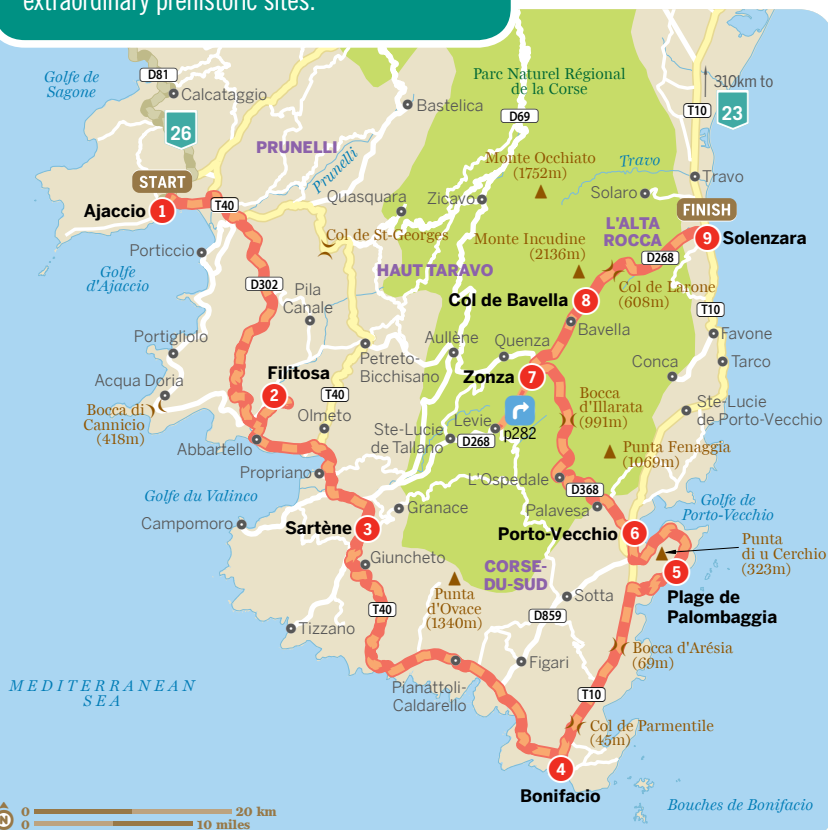 extraordinary prehistoric sites.
Golfe de
Sagone
D81
Calcataggio
26
START
Ajaccio
1
T40
PRUNELLI
Prunelli
Bastelica
Parc Naturel Régional
de la Corse
D69
310km to
23
T10
Monte Occhiato
(1752m)
Travo
Travo
Solaro
FINISH
9
Solenzara
Quasquara
Zicavo
Col de St-Georges
L'ALTA
ROCCA
D268
Monte Incudine
(2136m)
Col de Larone
(608m)
Porticcio
Golfe
d'Ajaccio
D302
Pila
Canale
HAUT TARAVO
Col de Bavella
8
Bavella
T10
Favone
Tarco
Portigliolo
Acqua Doria
Bocca di
Cannicio
(418m)
Filitosa
2
Petreto-
Bicchisano
Aullène
Quenza
Zonza
7
Conca
Ste-Lucie
de Porto-Vecchio
T40
Olmeto
Abbartello
Propriano
Ste-Lucie
de Tallano
Levie
D268
p282
Bocca
d'Illarata
(991m)
Punta Fenaggia
(1069m)
Golfe du Valinco
Campomoro
Sartène
3
Granace
Giuncheto
L'Ospedale
D368
Palavesa
Porto-Vecchio
6
Golfe de
Porto-Vecchio
Punta
di u Cerchio
(323m)
5
Plage de
Palombaggia
CORSE-
DU-SUD
Punta
d'Ovace
(1340m)
Sotta
D859
T40
Tizzano
Figari
Bocca d'Arésia
(69m)
MEDITERRANEAN
SEA
Pianattoli-
Caldarello
T10
Col de Parmentile
(45m)
4
Bonifacio
Bouches de Bonifacio
N
0 20 km
0 10 miles